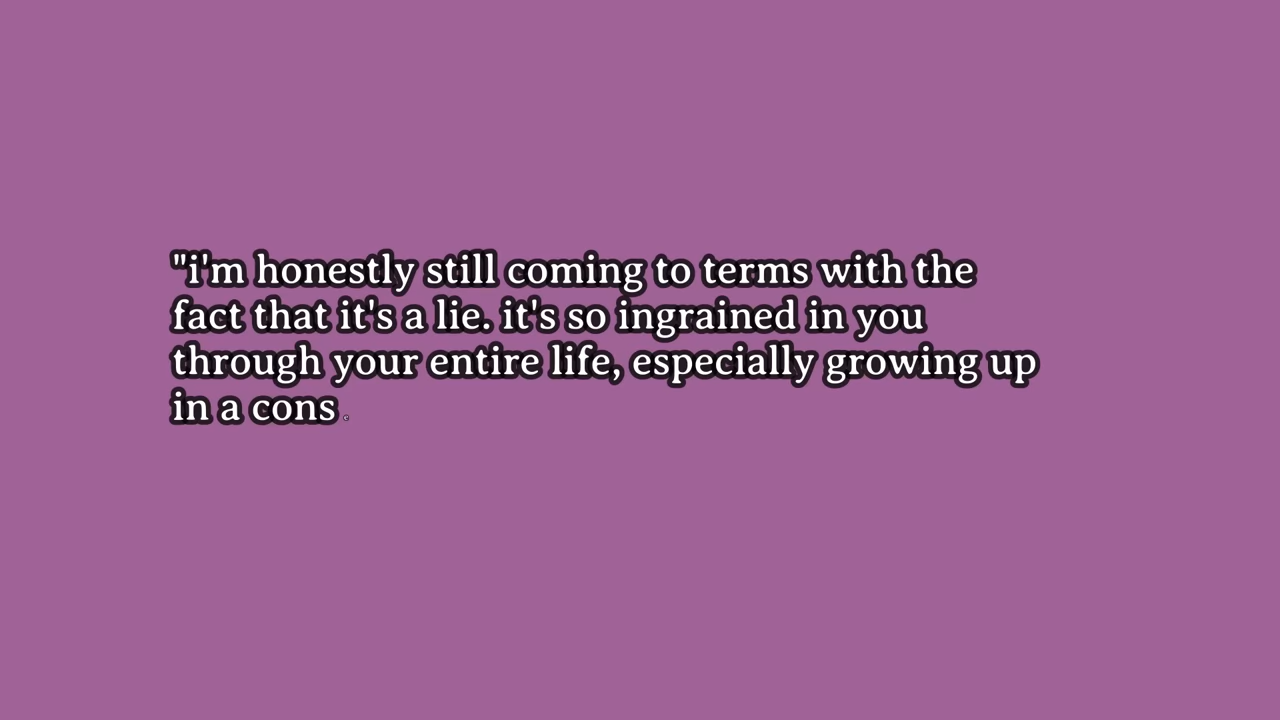 "i'm honestly still coming to terms with the
fact that it's a lie. it's so ingrained in you
through your entire life, especially growing up
in a cons